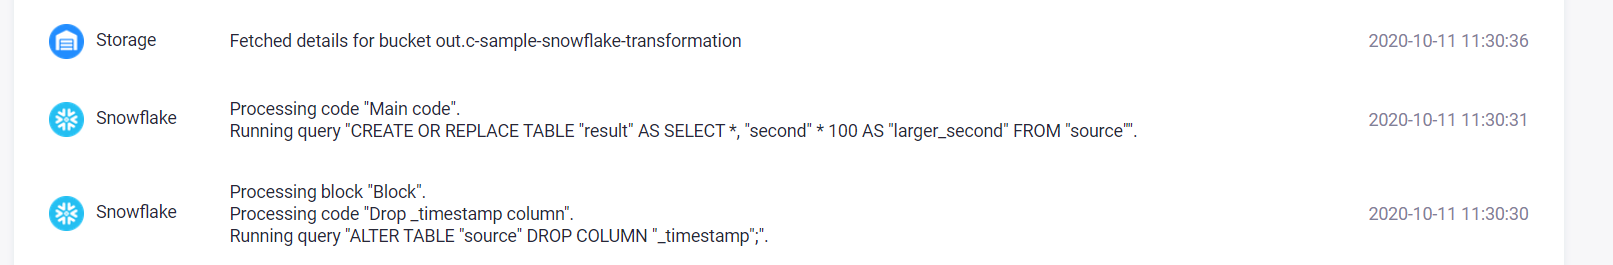 Storage
Fetched details for bucket out.c-sample-snowflake-transformation
2020-10-11 11:30:36
Snowflake
Processing code "Main code".
Running query "CREATE OR REPLACE TABLE "result" AS SELECT *, "second" * 100 AS "larger_second" FROM "source"".
2020-10-11 11:30:31
Snowflake
Processing block "Block".
Processing code "Drop _timestamp column".
Running query "ALTER TABLE "source" DROP COLUMN "_timestamp";".
2020-10-11 11:30:30